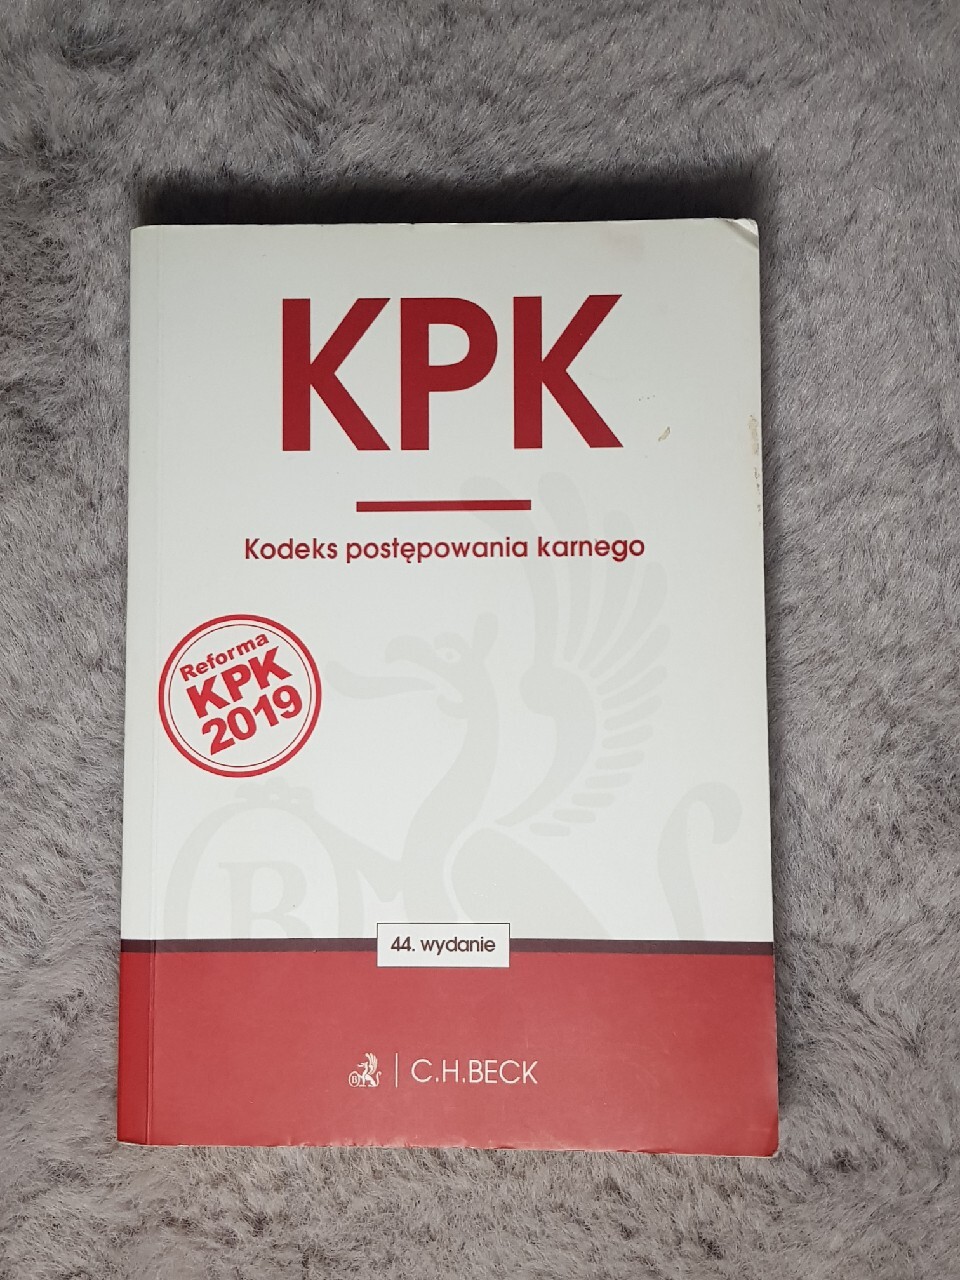 KPK
Kodeks postępowania karnego
Reforma
KPK
2019
B
44. wydanie
B
C.H.BECK